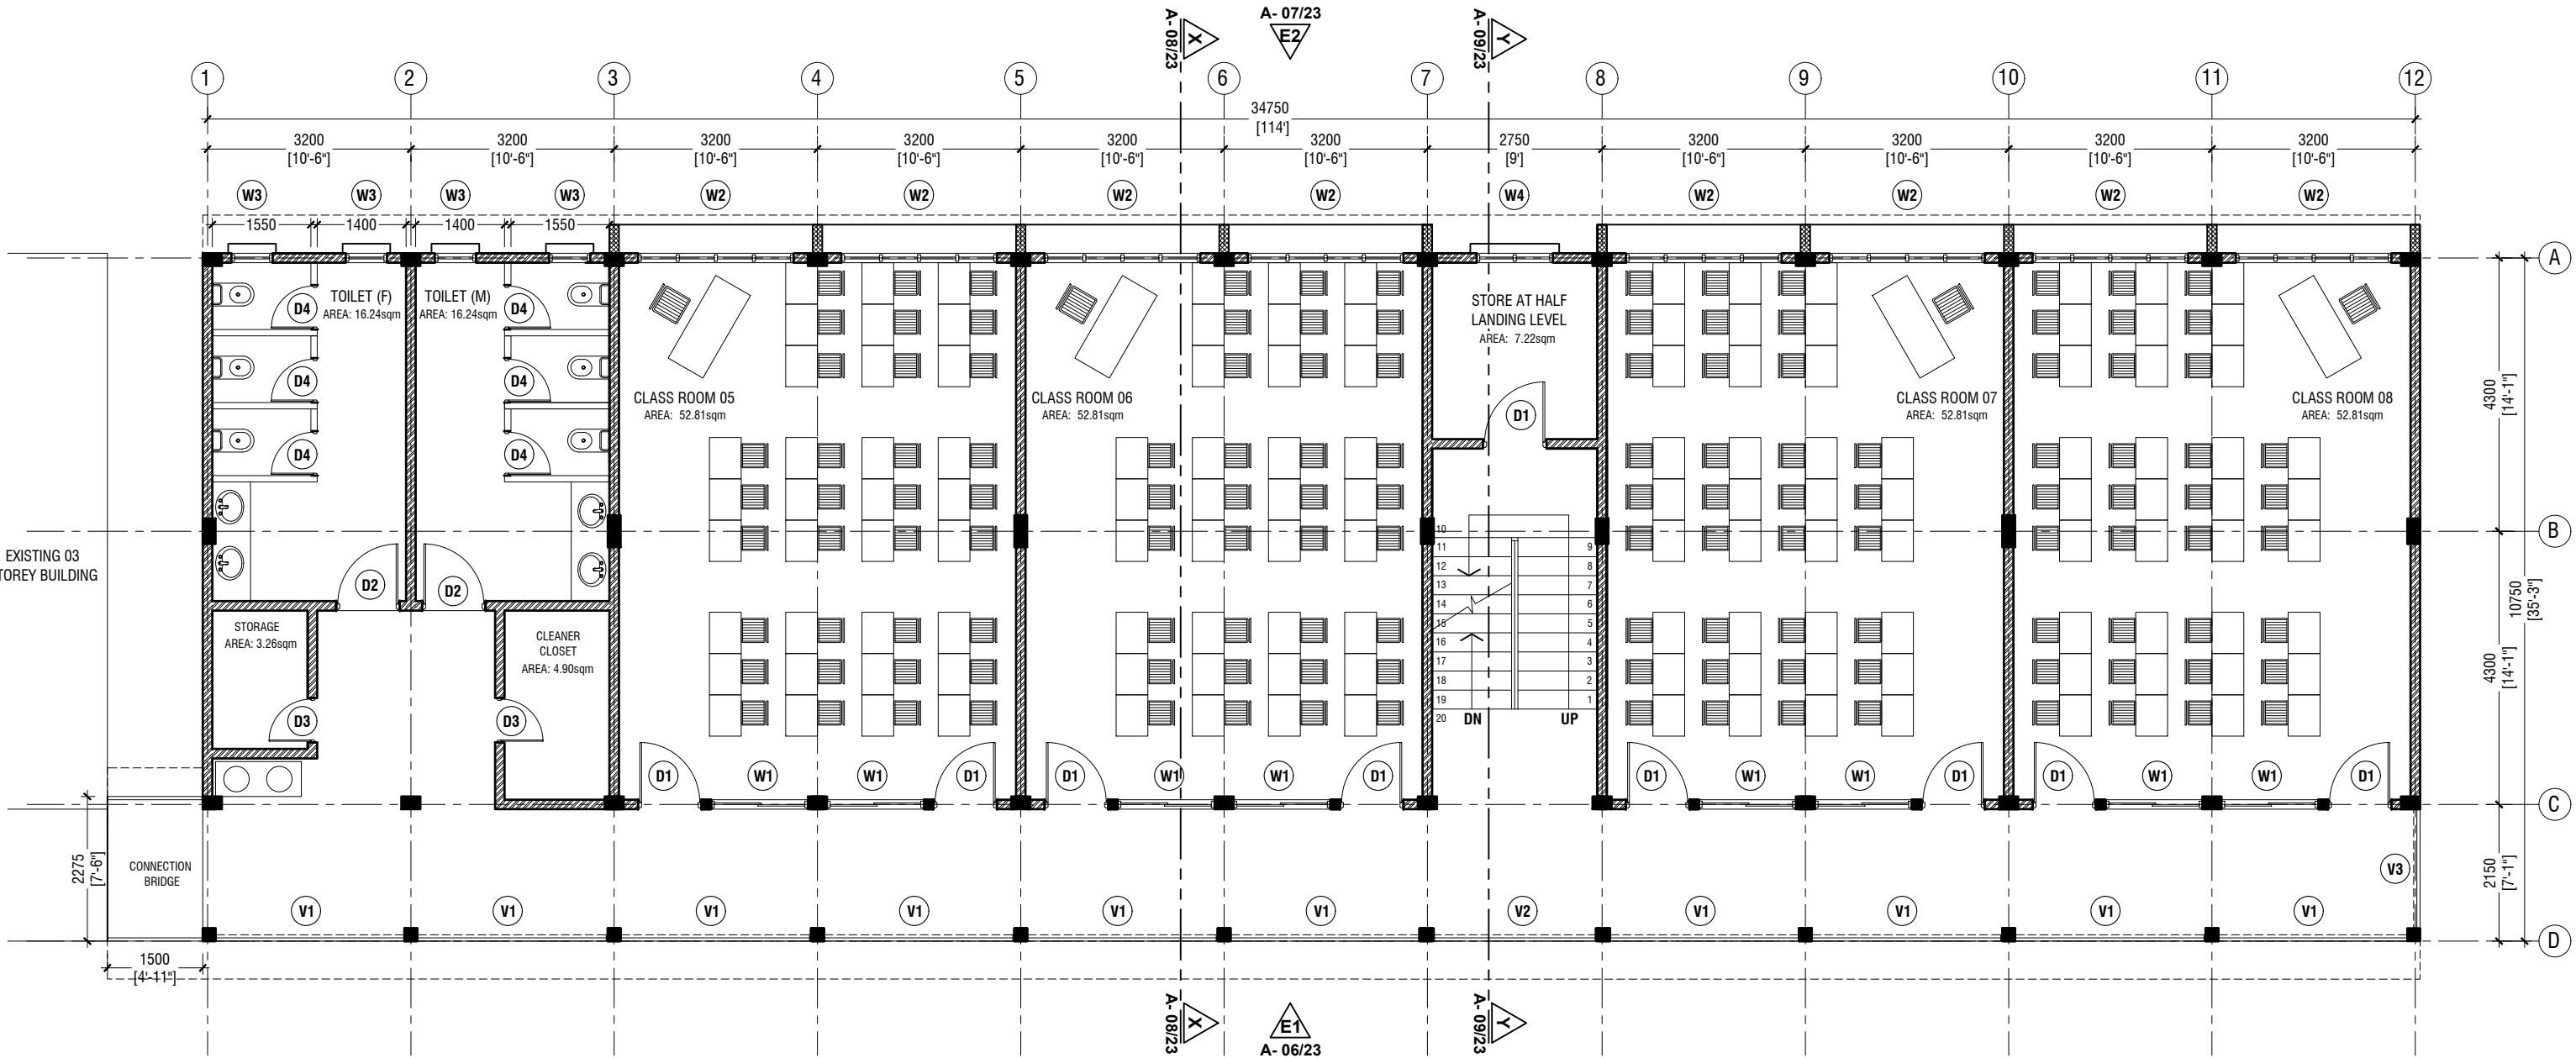 A- 07/23
E2
A- 08/23
X
A- 09/23
Y
1 2 3 4 5 6 7 8 9 10 11 12
34750
[114']
3200 3200 3200 3200 3200 3200 2750 3200 3200 3200 3200
[10'-6"] [10'-6"] [10'-6"] [10'-6"] [10'-6"] [10'-6"] [9'] [10'-6"] [10'-6"] [10'-6"] [10'-6"]
W3 W3 W3 W3 W2 W2 W2 W2 W4 W2 W2 W2 W2
1550 1400 1400 1550
A
TOILET (F)
AREA: 16.24sqm
TOILET (M)
AREA: 16.24sqm
STORE AT HALF
LANDING LEVEL
AREA: 7.22sqm
D4 D4
D4 D4
D4 D4
CLASS ROOM 05
AREA: 52.81sqm
CLASS ROOM 06
AREA: 52.81sqm
D1
CLASS ROOM 07
AREA: 52.81sqm
CLASS ROOM 08
AREA: 52.81sqm
4300
[14'-1"]
B
EXISTING 03
TOREY BUILDING
D2 D2
10
11 9
12 8
13 7
14 6
15 5
16 4
17 3
18 2
19 1
20 DN UP
10750
[35'-3"]
4300
[14'-1"]
STORAGE
AREA: 3.26sqm
CLEANER
CLOSET
AREA: 4.90sqm
D3 D3
D1 W1 W1 D1 D1 W1 W1 D1 D1 W1 W1 D1 D1 W1 W1 D1
C
2275
[7'-6"]
CONNECTION
BRIDGE
V3
2150
[7'-1"]
V1 V1 V1 V1 V1 V1 V2 V1 V1 V1 V1
D
1500
[4'-11"]
A- 08/23
X
E1
A- 06/23
A- 09/23
Y